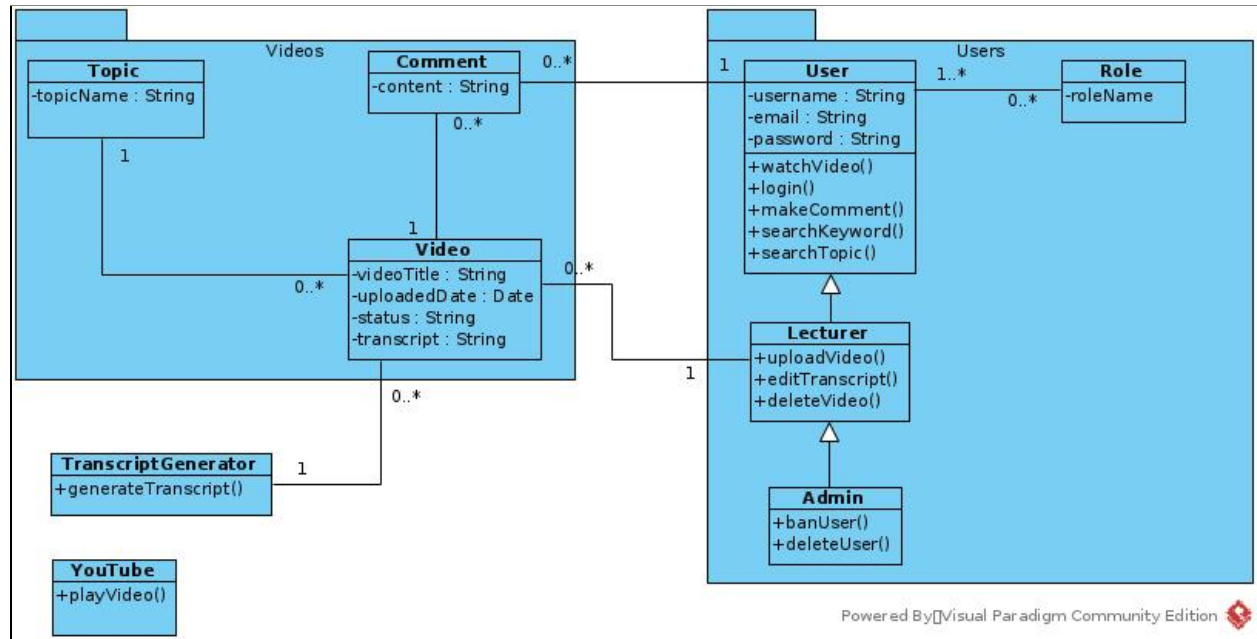 Videos
Topic
-topicName : String
1
Comment
-content : String
0..*
0..*
1
Video
-videoTitle : String
-uploadedDate : Date
-status : String
-transcript : String
0..*
0..*
0..*
1
TranscriptGenerator
+generateTranscript()
1
YouTube
+playVideo()
Users
1
User
-username : String
-email : String
-password : String
+watchVideo()
+login()
+makeComment()
+searchKeyword()
+searchTopic()
1..*
0..*
Role
-roleName
Lecturer
+uploadVideo()
+editTranscript()
+deleteVideo()
1
Admin
+banUser()
+deleteUser()
Powered By▯Visual Paradigm Community Edition